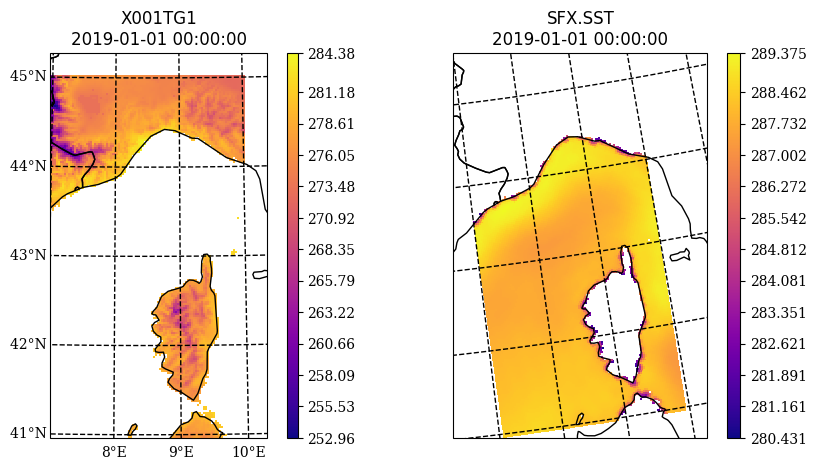 X001TG1
2019-01-01 00:00:00
45°N
44°N
43°N
42°N
41°N
8°E
9°E
10°E
284.38
281.18
278.61
276.05
273.48
270.92
268.35
265.79
263.22
260.66
258.09
255.53
252.96
SFX.SST
2019-01-01 00:00:00
289.375
288.462
287.732
287.002
286.272
285.542
284.812
284.081
283.351
282.621
281.891
281.161
280.431